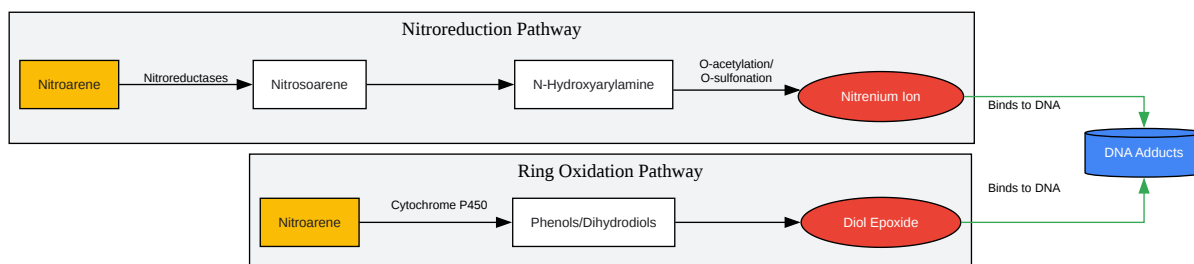 Nitroreduction Pathway
Nitroarene
Nitroreductases
Nitrosoarene
N-Hydroxyarylamine
O-acetylation/
O-sulfonation
Nitrenium Ion
Binds to DNA
DNA Adducts
Ring Oxidation Pathway
Nitroarene
Cytochrome P450
Phenols/Dihydrodiols
Diol Epoxide
Binds to DNA